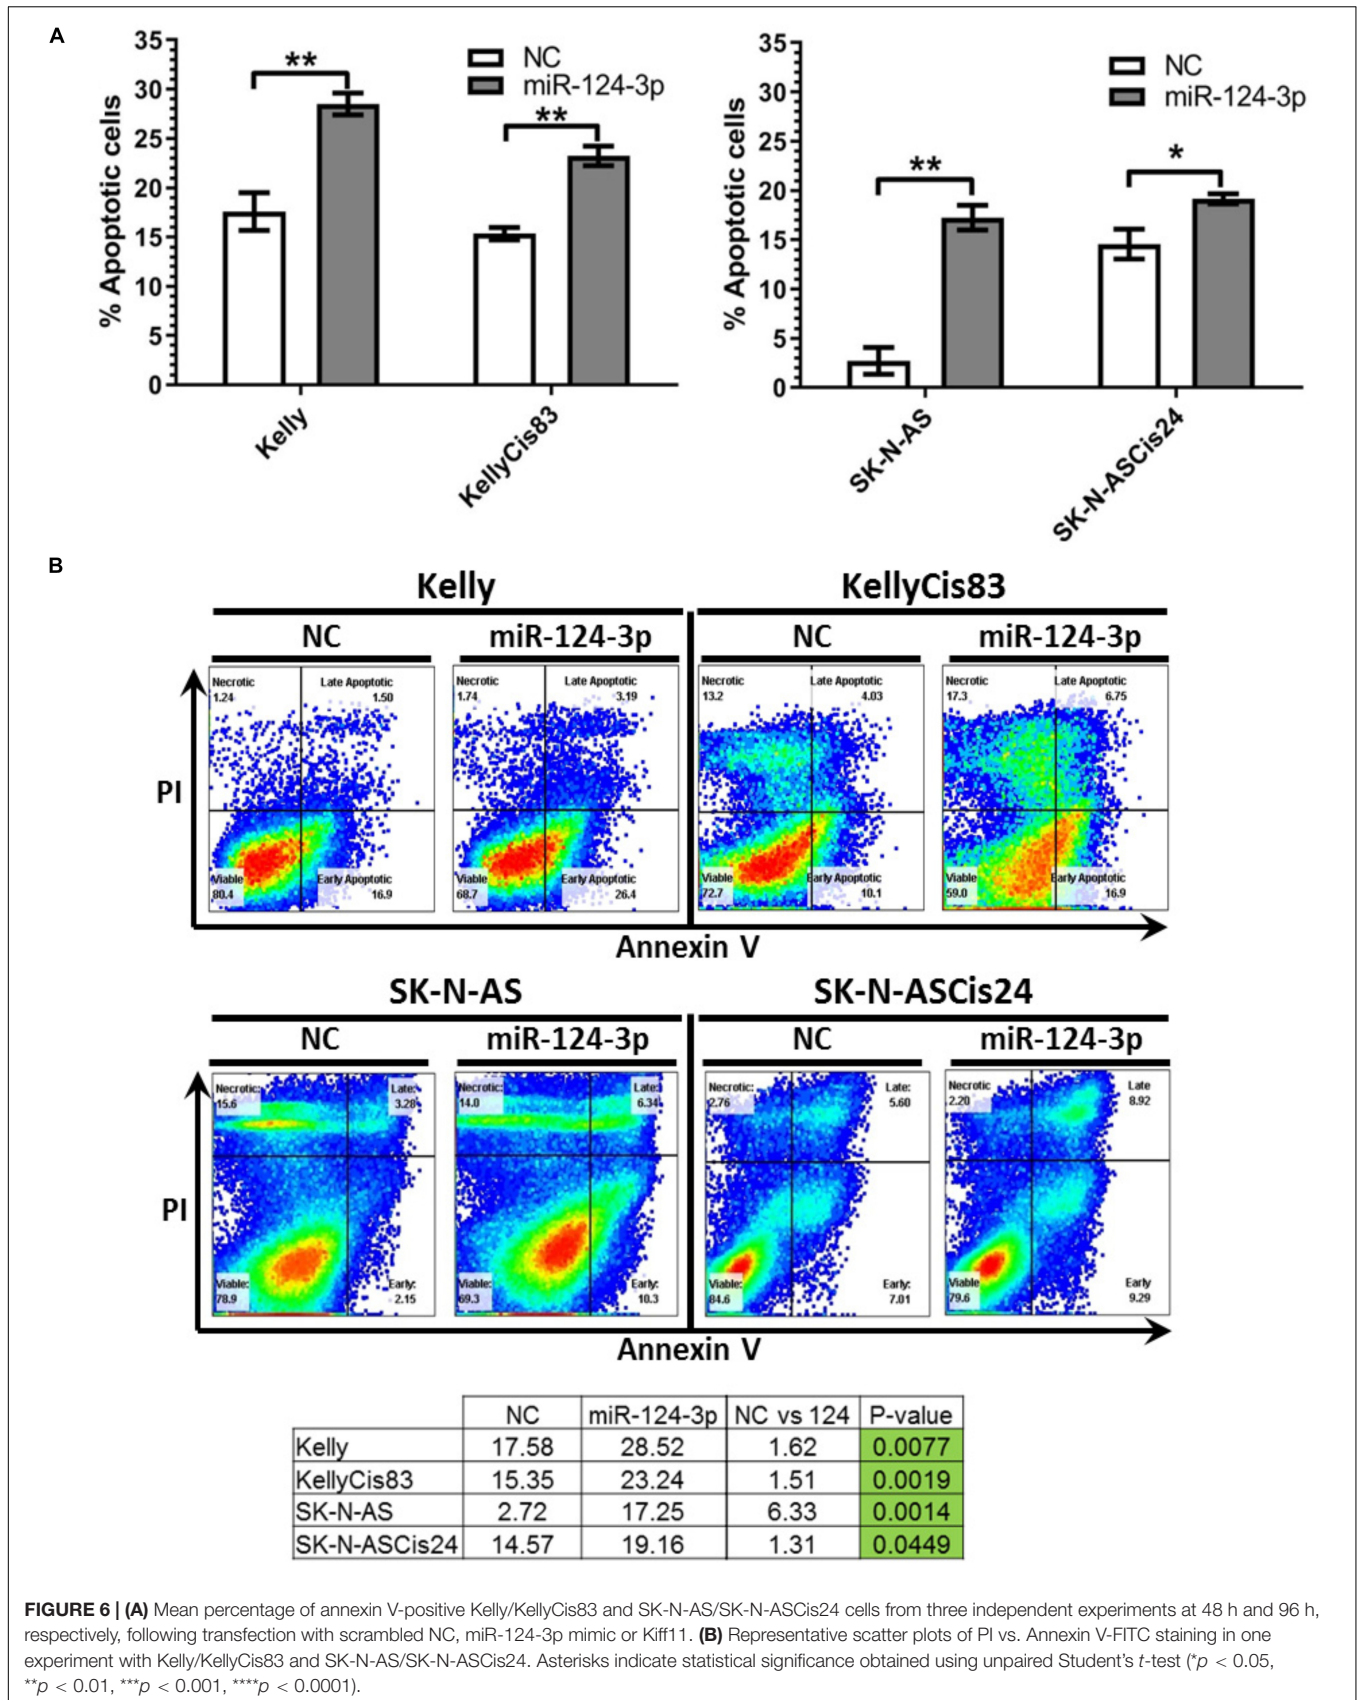 A
35
30
25
20
15
10
5
0
% Apoptotic cells
NC
miR-124-3p
**
**
Kelly
KellyCis83
35
30
25
20
15
10
5
0
% Apoptotic cells
NC
miR-124-3p
**
*
SK-N-AS
SK-N-ASCis24
B
Kelly
KellyCis83
NC
miR-124-3p
NC
miR-124-3p
PI
Necrotic
1.24
Late Apoptotic
1.50
Viable
80.4
Early Apoptotic
16.9
Necrotic
1.74
Late Apoptotic
3.19
Viable
68.7
Early Apoptotic
26.4
Necrotic
13.2
Late Apoptotic
4.03
Viable
72.7
Early Apoptotic
10.1
Necrotic
17.3
Late Apoptotic
6.75
Viable
59.0
Early Apoptotic
16.9
Annexin V
SK-N-AS
SK-N-ASCis24
NC
miR-124-3p
NC
miR-124-3p
PI
Necrotic:
15.6
Late:
3.28
Viable:
78.9
Early:
2.15
Necrotic:
14.0
Late:
6.34
Viable:
69.3
Early:
10.3
Necrotic:
2.76
Late:
5.60
Viable:
84.6
Early:
7.01
Necrotic
2.20
Late
8.92
Viable
79.6
Early
9.29
Annexin V
NC miR-124-3p NC vs 124 P-value
Kelly 17.58 28.52 1.62 0.0077
KellyCis83 15.35 23.24 1.51 0.0019
SK-N-AS 2.72 17.25 6.33 0.0014
SK-N-ASCis24 14.57 19.16 1.31 0.0449
FIGURE 6 | (A) Mean percentage of annexin V-positive Kelly/KellyCis83 and SK-N-AS/SK-N-ASCis24 cells from three independent experiments at 48 h and 96 h,
respectively, following transfection with scrambled NC, miR-124-3p mimic or Kiff11. (B) Representative scatter plots of PI vs. Annexin V-FITC staining in one
experiment with Kelly/KellyCis83 and SK-N-AS/SK-N-ASCis24. Asterisks indicate statistical significance obtained using unpaired Student's t-test (*p < 0.05,
**p < 0.01, ***p < 0.001, ****p < 0.0001).